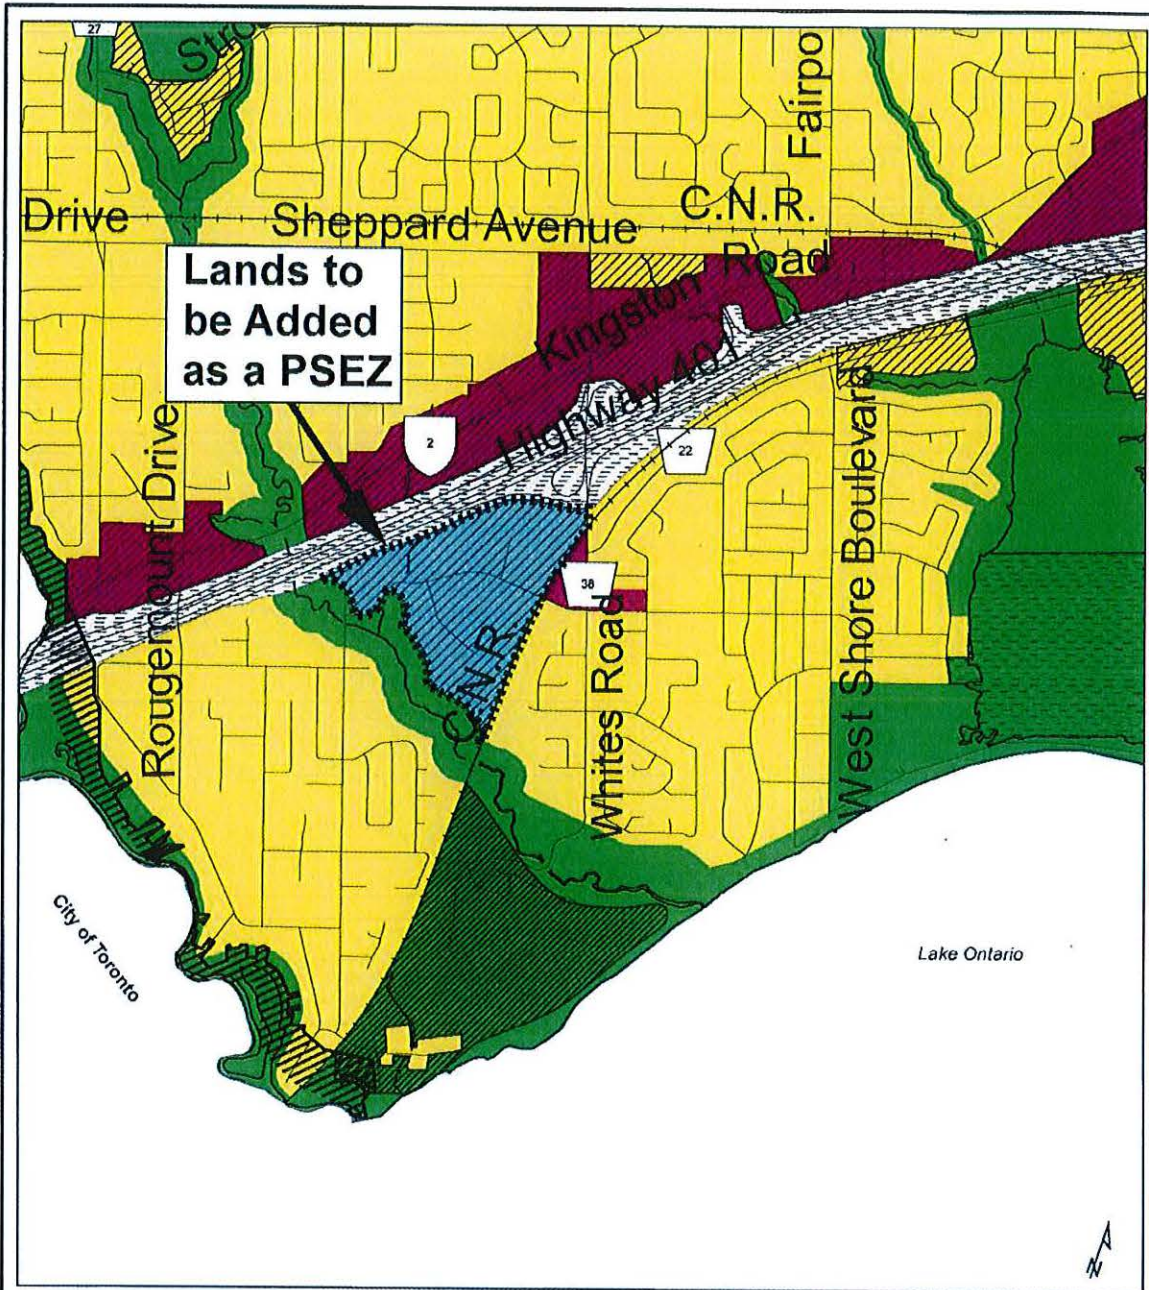 27
Fairpo
C.N.R.
Drive
Sheppard Avenue
Road
Lands to
be Added
as a PSEZ
Kingston
Highway 401
2
22
Rougemount Drive
West Shore Boulevard
38
C.N.R.
Whites Road
City of Toronto
Lake Ontario
N